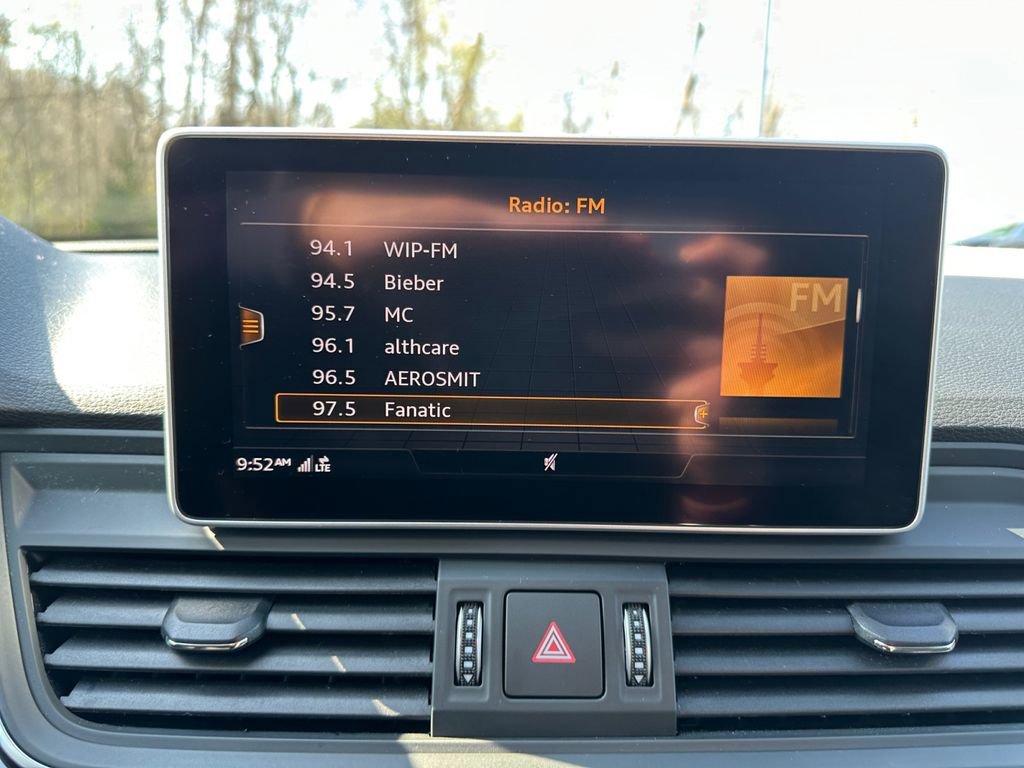 Radio: FM
94.1 WIP-FM
94.5 Bieber
95.7 MC
96.1 althcare
96.5 AEROSMIT
97.5 Fanatic
FM
9:52AM LTE